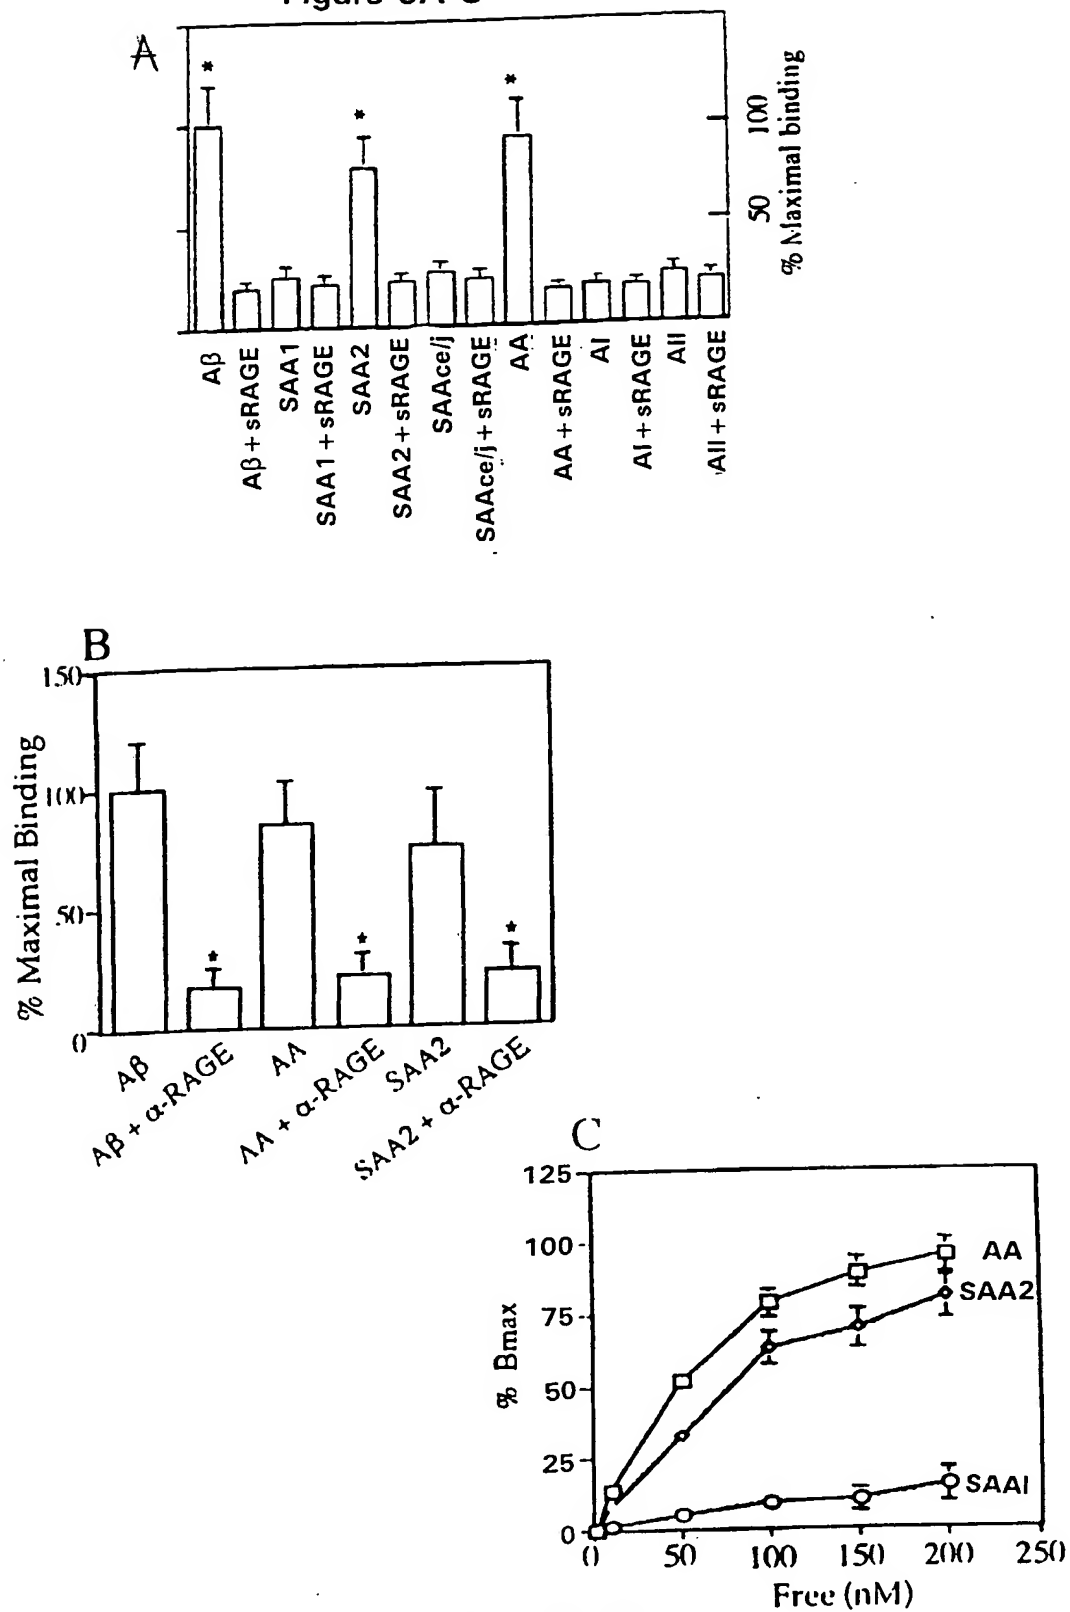 A
*
*
*
100
50
% Maximal binding
Aβ
Aβ + sRAGE
SAA1
SAA1 + sRAGE
SAA2
SAA2 + sRAGE
SAAce/j
SAAce/j + sRAGE
AA
AA + sRAGE
AI
AI + sRAGE
AII
AII + sRAGE
B
150
100
50
0
% Maximal Binding
*
*
*
Aβ
Aβ + α-RAGE
AA
AA + α-RAGE
SAA2
SAA2 + α-RAGE
C
125
100
75
50
25
0
% Bmax
AA
SAA2
SAA1
0 50 100 150 200 250
Free (nM)